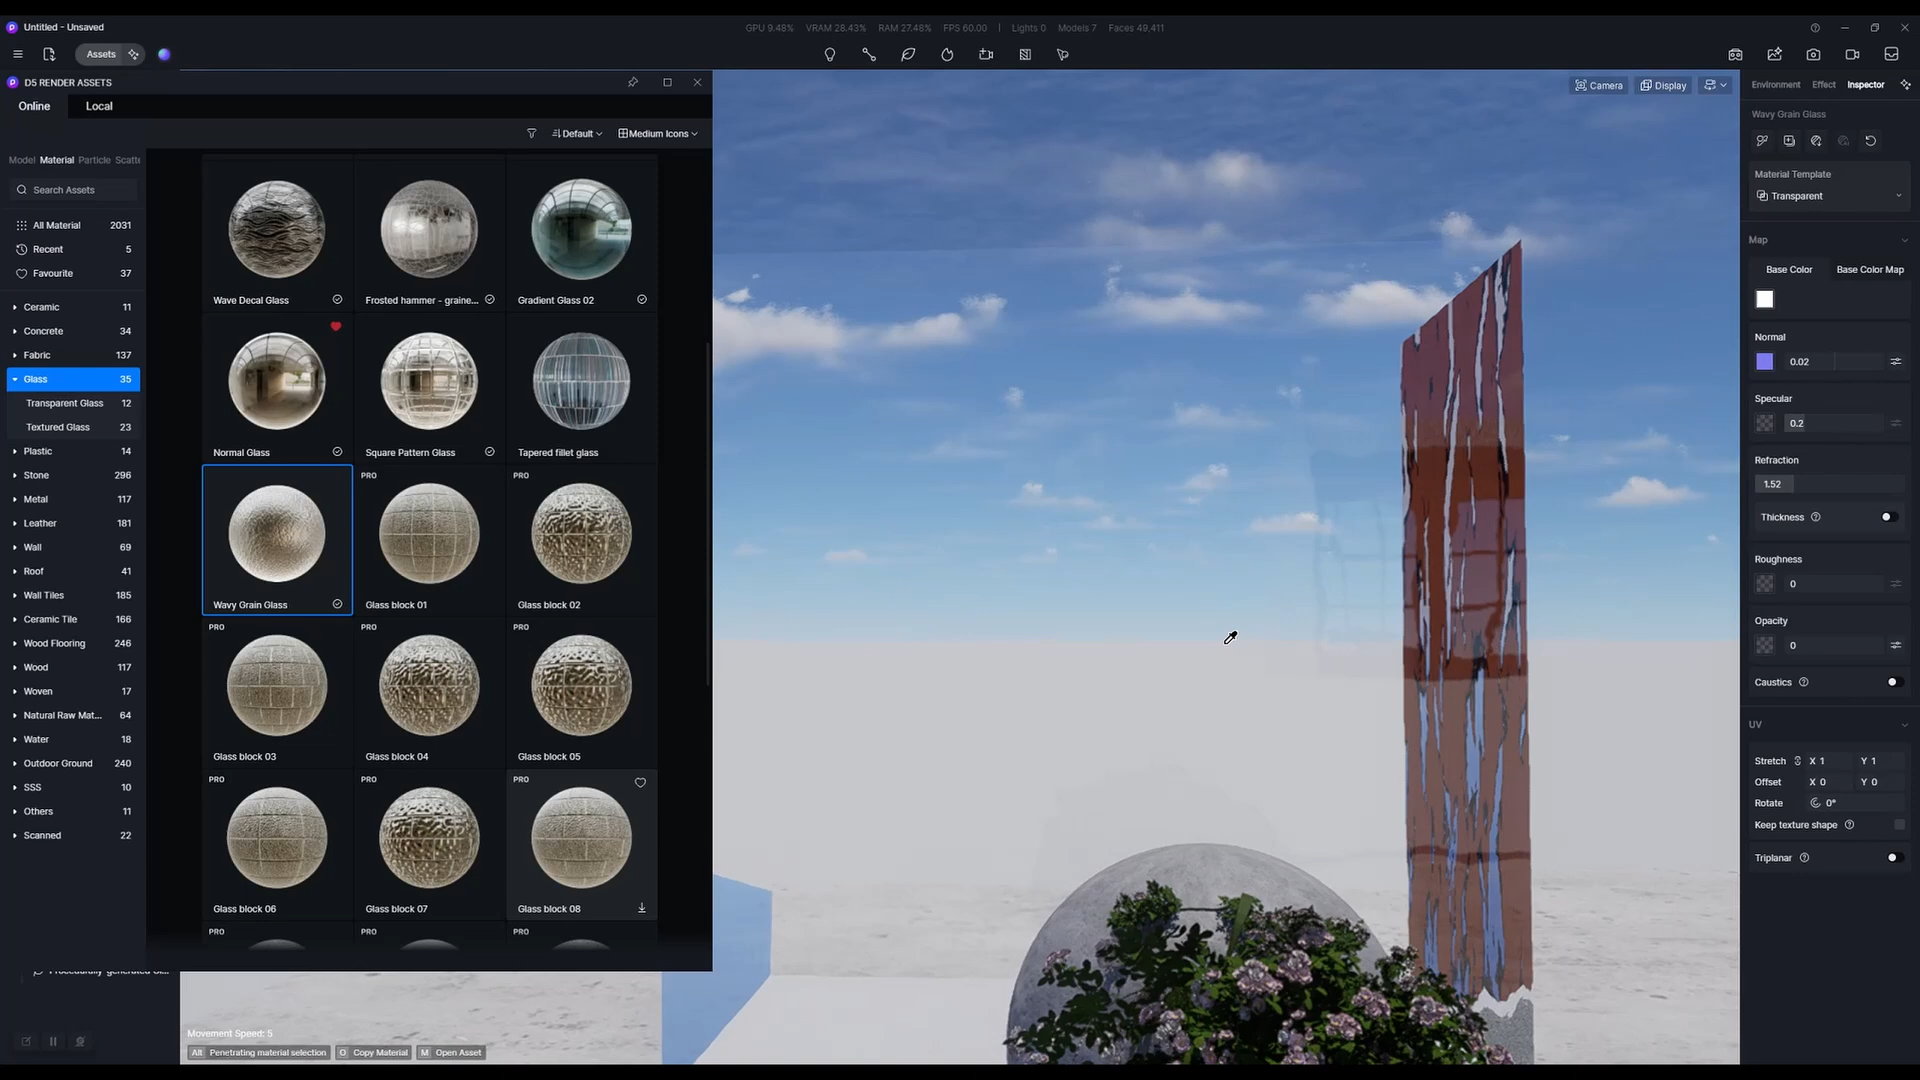 Untitled - Unsaved
GPU 9.48% VRAM 28.43% RAM 27.48% FPS 60.00 | Lights 0 Models 7 Faces 49,411
Assets
D5 RENDER ASSETS
Online Local
Default Medium Icons
Model Material Particle Scatte
Search Assets
All Material 2031
Recent 5
Favourite 37
Ceramic 11
Concrete 34
Fabric 137
Glass 35
Transparent Glass 12
Textured Glass 23
Plastic 14
Stone 296
Metal 117
Leather 181
Wall 69
Roof 41
Wall Tiles 185
Ceramic Tile 166
Wood Flooring 246
Wood 117
Woven 17
Natural Raw Mat... 64
Water 18
Outdoor Ground 240
SSS 10
Others 11
Scanned 22
Wave Decal Glass
Frosted hammer - graine...
Gradient Glass 02
Normal Glass
Square Pattern Glass
Tapered fillet glass
PRO PRO
Wavy Grain Glass
Glass block 01
Glass block 02
PRO PRO PRO
Glass block 03
Glass block 04
Glass block 05
PRO PRO PRO
Glass block 06
Glass block 07
Glass block 08
PRO PRO PRO
Movement Speed: 5
Alt Penetrating material selection O Copy Material M Open Asset
Camera Display
Environment Effect Inspector
Wavy Grain Glass
Material Template
Transparent
Map
Base Color Base Color Map
Normal
0.02
Specular
0.2
Refraction
1.52
Thickness
Roughness
0
Opacity
0
Caustics
UV
Stretch X 1 Y 1
Offset X 0 Y 0
Rotate 0°
Keep texture shape
Triplanar